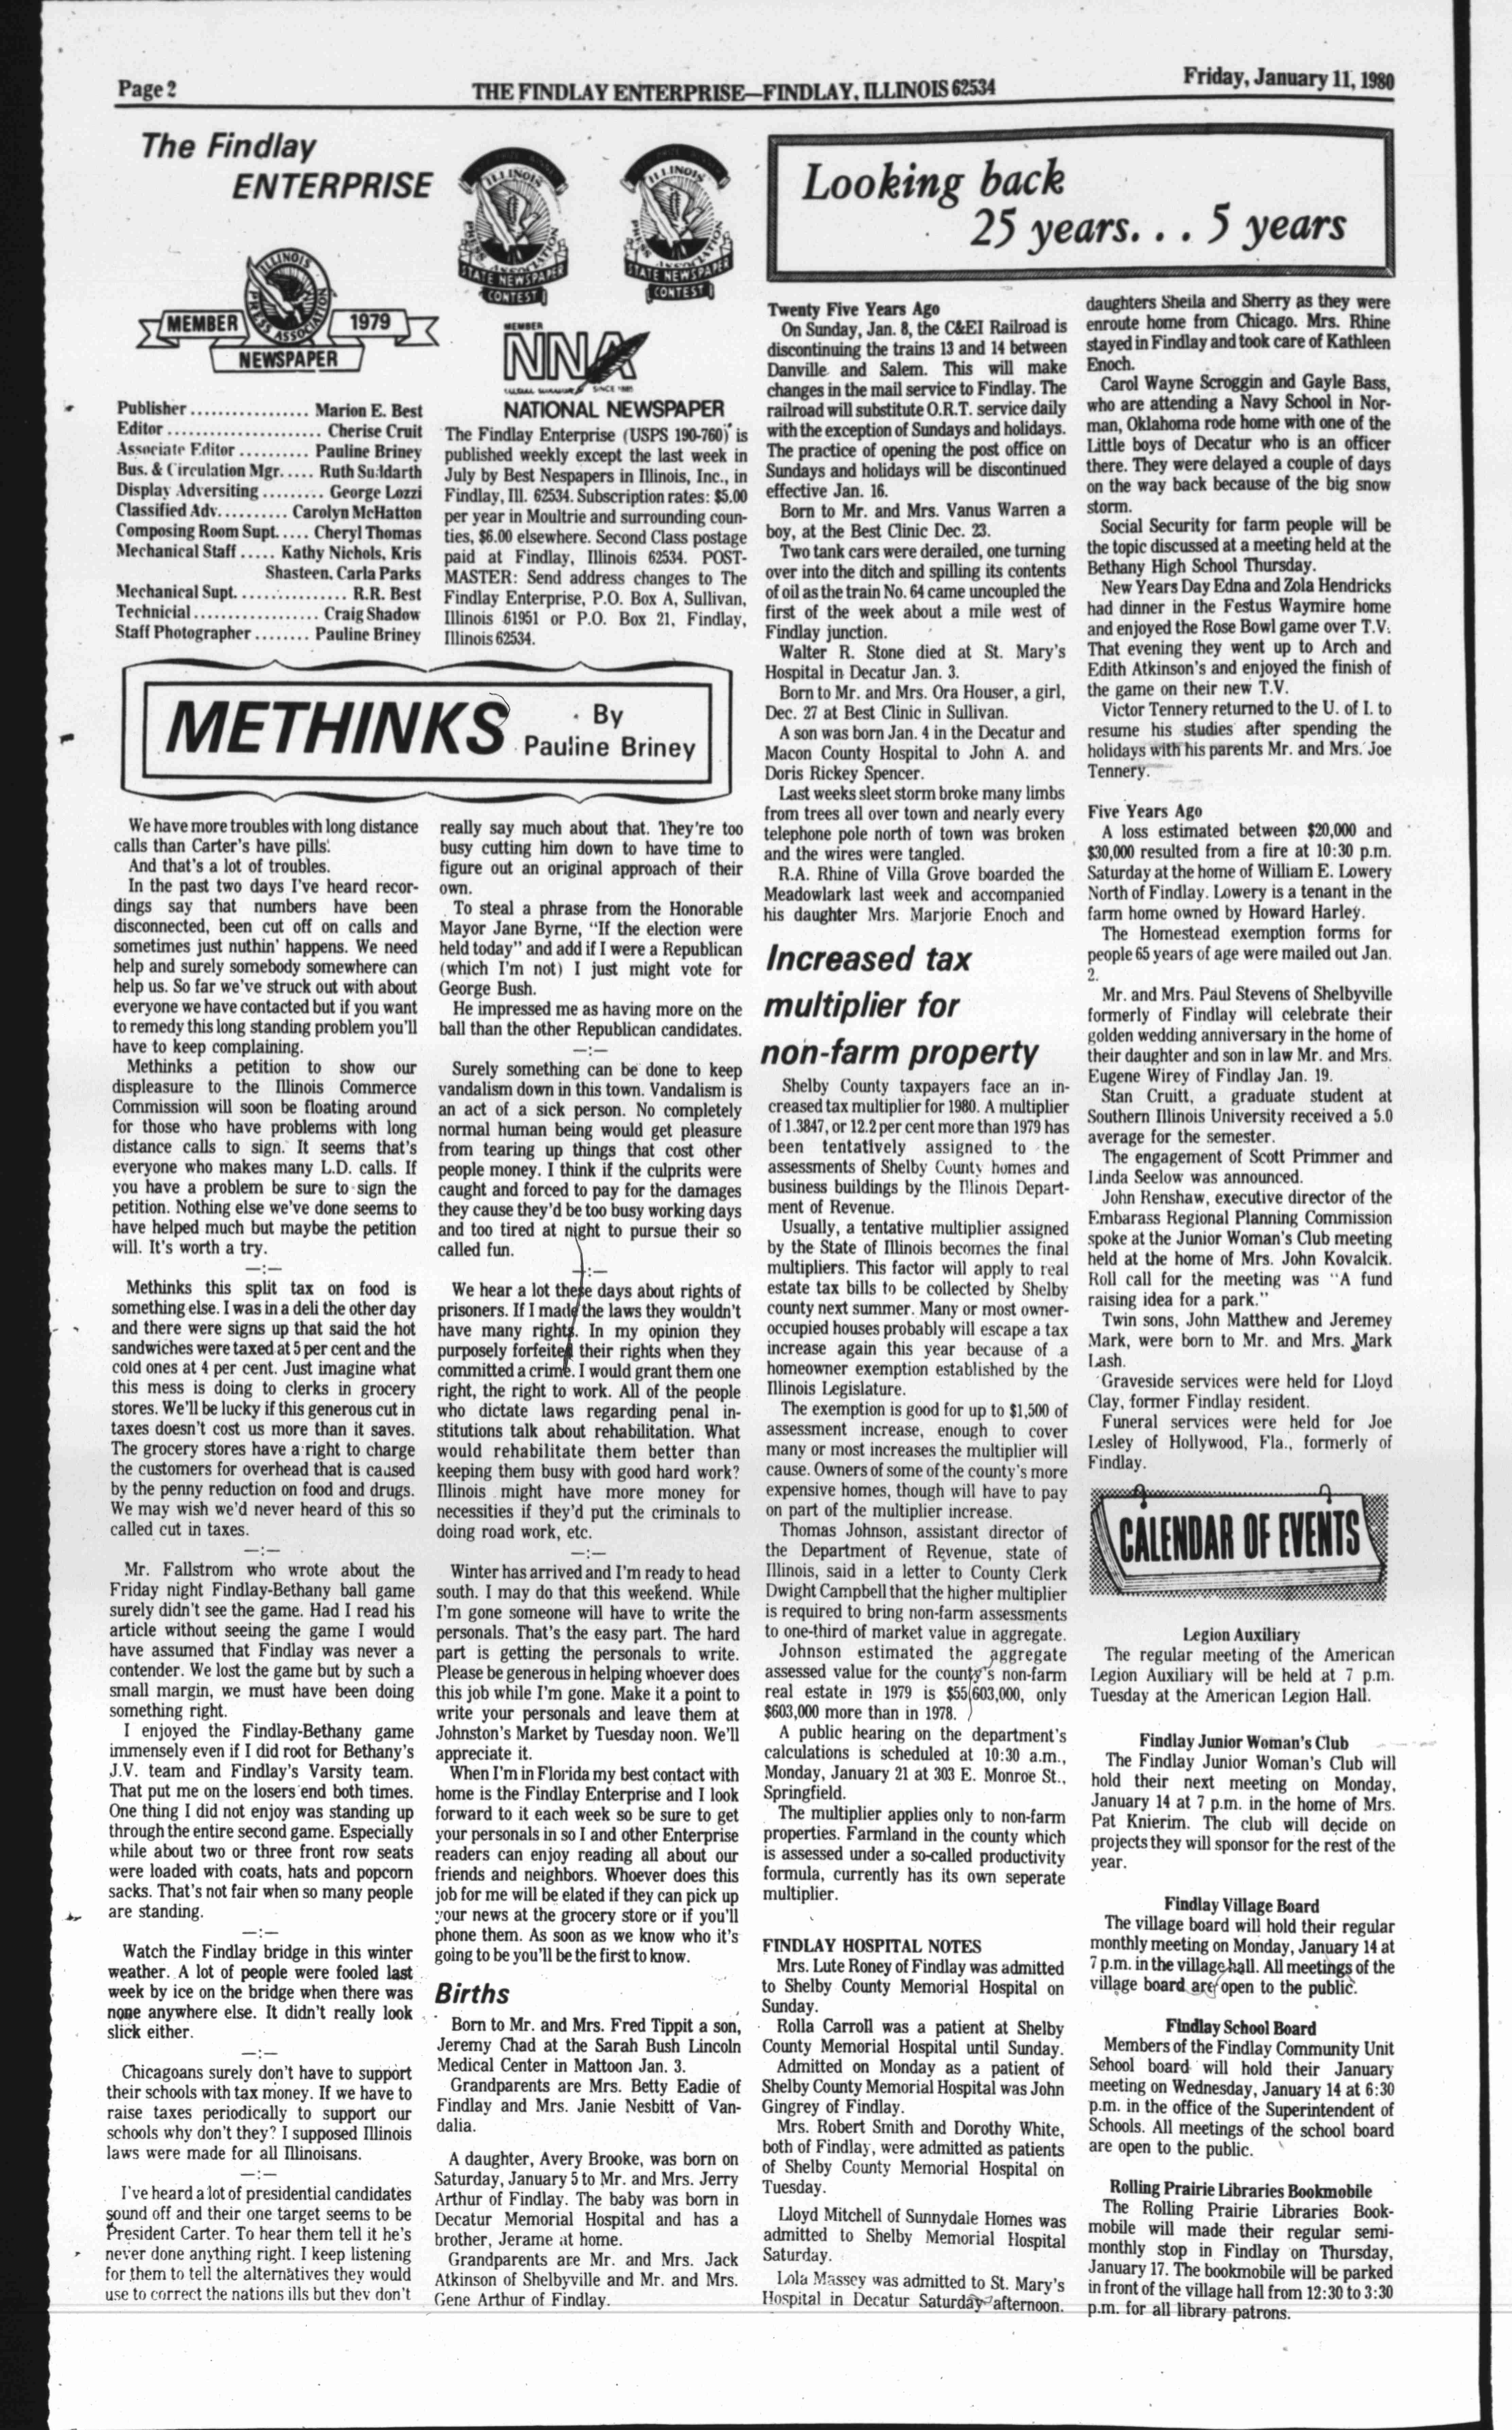 Page 2
THE FINDLAY ENTERPRISE—FINDLAY, ILLINOIS 62534
Friday, January 11, 1980
The Findlay
ENTERPRISE
ILLINOIS
PRESS ASSOCIATION
MEMBER
1979
NEWSPAPER
ILLINOIS
PRESS ASSOCIATION
STATE NEWSPAPER
CONTEST
ILLINOIS
PRESS ASSOCIATION
STATE NEWSPAPER
CONTEST
MEMBER
NNA
SINCE 1885
NATIONAL NEWSPAPER
Publisher ................ Marion E. Best
Editor ..................... Cherise Cruit
Associate Editor .......... Pauline Briney
Bus. & Circulation Mgr. .... Ruth Suddarth
Display Adversiting ......... George Lozzi
Classified Adv. ......... Carolyn McHatton
Composing Room Supt. .... Cheryl Thomas
Mechanical Staff ..... Kathy Nichols, Kris
Shasteen, Carla Parks
Mechanical Supt. ............... R.R. Best
Technicial .................. Craig Shadow
Staff Photographer ........ Pauline Briney
The Findlay Enterprise (USPS 190-760) is
published weekly except the last week in
July by Best Nespapers in Illinois, Inc., in
Findlay, Ill. 62534. Subscription rates: $5.00
per year in Moultrie and surrounding coun-
ties, $6.00 elsewhere. Second Class postage
paid at Findlay, Illinois 62534. POST-
MASTER: Send address changes to The
Findlay Enterprise, P.O. Box A, Sullivan,
Illinois 61951 or P.O. Box 21, Findlay,
Illinois 62534.
METHINKS
By
Pauline Briney
We have more troubles with long distance
calls than Carter's have pills!
And that's a lot of troubles.
In the past two days I've heard recor-
dings say that numbers have been
disconnected, been cut off on calls and
sometimes just nuthin' happens. We need
help and surely somebody somewhere can
help us. So far we've struck out with about
everyone we have contacted but if you want
to remedy this long standing problem you'll
have to keep complaining.
Methinks a petition to show our
displeasure to the Illinois Commerce
Commission will soon be floating around
for those who have problems with long
distance calls to sign. It seems that's
everyone who makes many L.D. calls. If
you have a problem be sure to sign the
petition. Nothing else we've done seems to
have helped much but maybe the petition
will. It's worth a try.
—:—
Methinks this split tax on food is
something else. I was in a deli the other day
and there were signs up that said the hot
sandwiches were taxed at 5 per cent and the
cold ones at 4 per cent. Just imagine what
this mess is doing to clerks in grocery
stores. We'll be lucky if this generous cut in
taxes doesn't cost us more than it saves.
The grocery stores have a right to charge
the customers for overhead that is caused
by the penny reduction on food and drugs.
We may wish we'd never heard of this so
called cut in taxes.
—:—
Mr. Fallstrom who wrote about the
Friday night Findlay-Bethany ball game
surely didn't see the game. Had I read his
article without seeing the game I would
have assumed that Findlay was never a
contender. We lost the game but by such a
small margin, we must have been doing
something right.
I enjoyed the Findlay-Bethany game
immensely even if I did root for Bethany's
J.V. team and Findlay's Varsity team.
That put me on the losers end both times.
One thing I did not enjoy was standing up
through the entire second game. Especially
while about two or three front row seats
were loaded with coats, hats and popcorn
sacks. That's not fair when so many people
are standing.
—:—
Watch the Findlay bridge in this winter
weather. A lot of people were fooled last
week by ice on the bridge when there was
none anywhere else. It didn't really look
slick either.
—:—
Chicagoans surely don't have to support
their schools with tax money. If we have to
raise taxes periodically to support our
schools why don't they? I supposed Illinois
laws were made for all Illinoisans.
—:—
I've heard a lot of presidential candidates
sound off and their one target seems to be
President Carter. To hear them tell it he's
never done anything right. I keep listening
for them to tell the alternatives they would
use to correct the nations ills but they don't
really say much about that. They're too
busy cutting him down to have time to
figure out an original approach of their
own.
To steal a phrase from the Honorable
Mayor Jane Byrne, "If the election were
held today" and add if I were a Republican
(which I'm not) I just might vote for
George Bush.
He impressed me as having more on the
ball than the other Republican candidates.
—:—
Surely something can be done to keep
vandalism down in this town. Vandalism is
an act of a sick person. No completely
normal human being would get pleasure
from tearing up things that cost other
people money. I think if the culprits were
caught and forced to pay for the damages
they cause they'd be too busy working days
and too tired at night to pursue their so
called fun.
—:—
We hear a lot these days about rights of
prisoners. If I made the laws they wouldn't
have many rights. In my opinion they
purposely forfeited their rights when they
committed a crime. I would grant them one
right, the right to work. All of the people
who dictate laws regarding penal in-
stitutions talk about rehabilitation. What
would rehabilitate them better than
keeping them busy with good hard work?
Illinois might have more money for
necessities if they'd put the criminals to
doing road work, etc.
—:—
Winter has arrived and I'm ready to head
south. I may do that this weekend. While
I'm gone someone will have to write the
personals. That's the easy part. The hard
part is getting the personals to write.
Please be generous in helping whoever does
this job while I'm gone. Make it a point to
write your personals and leave them at
Johnston's Market by Tuesday noon. We'll
appreciate it.
When I'm in Florida my best contact with
home is the Findlay Enterprise and I look
forward to it each week so be sure to get
your personals in so I and other Enterprise
readers can enjoy reading all about our
friends and neighbors. Whoever does this
job for me will be elated if they can pick up
your news at the grocery store or if you'll
phone them. As soon as we know who it's
going to be you'll be the first to know.
Births
Born to Mr. and Mrs. Fred Tippit a son,
Jeremy Chad at the Sarah Bush Lincoln
Medical Center in Mattoon Jan. 3.
Grandparents are Mrs. Betty Eadie of
Findlay and Mrs. Janie Nesbitt of Van-
dalia.
A daughter, Avery Brooke, was born on
Saturday, January 5 to Mr. and Mrs. Jerry
Arthur of Findlay. The baby was born in
Decatur Memorial Hospital and has a
brother, Jerame at home.
Grandparents are Mr. and Mrs. Jack
Atkinson of Shelbyville and Mr. and Mrs.
Gene Arthur of Findlay.
Looking back
25 years. . . 5 years
Twenty Five Years Ago
On Sunday, Jan. 8, the C&EI Railroad is
discontinuing the trains 13 and 14 between
Danville and Salem. This will make
changes in the mail service to Findlay. The
railroad will substitute O.R.T. service daily
with the exception of Sundays and holidays.
The practice of opening the post office on
Sundays and holidays will be discontinued
effective Jan. 16.
Born to Mr. and Mrs. Vanus Warren a
boy, at the Best Clinic Dec. 23.
Two tank cars were derailed, one turning
over into the ditch and spilling its contents
of oil as the train No. 64 came uncoupled the
first of the week about a mile west of
Findlay junction.
Walter R. Stone died at St. Mary's
Hospital in Decatur Jan. 3.
Born to Mr. and Mrs. Ora Houser, a girl,
Dec. 27 at Best Clinic in Sullivan.
A son was born Jan. 4 in the Decatur and
Macon County Hospital to John A. and
Doris Rickey Spencer.
Last weeks sleet storm broke many limbs
from trees all over town and nearly every
telephone pole north of town was broken
and the wires were tangled.
R.A. Rhine of Villa Grove boarded the
Meadowlark last week and accompanied
his daughter Mrs. Marjorie Enoch and
daughters Sheila and Sherry as they were
enroute home from Chicago. Mrs. Rhine
stayed in Findlay and took care of Kathleen
Enoch.
Carol Wayne Scroggin and Gayle Bass,
who are attending a Navy School in Nor-
man, Oklahoma rode home with one of the
Little boys of Decatur who is an officer
there. They were delayed a couple of days
on the way back because of the big snow
storm.
Social Security for farm people will be
the topic discussed at a meeting held at the
Bethany High School Thursday.
New Years Day Edna and Zola Hendricks
had dinner in the Festus Waymire home
and enjoyed the Rose Bowl game over T.V.
That evening they went up to Arch and
Edith Atkinson's and enjoyed the finish of
the game on their new T.V.
Victor Tennery returned to the U. of I. to
resume his studies after spending the
holidays with his parents Mr. and Mrs. Joe
Tennery.
Five Years Ago
A loss estimated between $20,000 and
$30,000 resulted from a fire at 10:30 p.m.
Saturday at the home of William E. Lowery
North of Findlay. Lowery is a tenant in the
farm home owned by Howard Harley.
The Homestead exemption forms for
people 65 years of age were mailed out Jan.
2.
Mr. and Mrs. Paul Stevens of Shelbyville
formerly of Findlay will celebrate their
golden wedding anniversary in the home of
their daughter and son in law Mr. and Mrs.
Eugene Wirey of Findlay Jan. 19.
Stan Cruitt, a graduate student at
Southern Illinois University received a 5.0
average for the semester.
The engagement of Scott Primmer and
Linda Seelow was announced.
John Renshaw, executive director of the
Embarass Regional Planning Commission
spoke at the Junior Woman's Club meeting
held at the home of Mrs. John Kovalcik.
Roll call for the meeting was "A fund
raising idea for a park."
Twin sons, John Matthew and Jeremey
Mark, were born to Mr. and Mrs. Mark
Lash.
Graveside services were held for Lloyd
Clay, former Findlay resident.
Funeral services were held for Joe
Lesley of Hollywood, Fla., formerly of
Findlay.
Increased tax
multiplier for
non-farm property
Shelby County taxpayers face an in-
creased tax multiplier for 1980. A multiplier
of 1.3847, or 12.2 per cent more than 1979 has
been tentatively assigned to the
assessments of Shelby County homes and
business buildings by the Illinois Depart-
ment of Revenue.
Usually, a tentative multiplier assigned
by the State of Illinois becomes the final
multipliers. This factor will apply to real
estate tax bills to be collected by Shelby
county next summer. Many or most owner-
occupied houses probably will escape a tax
increase again this year because of a
homeowner exemption established by the
Illinois Legislature.
The exemption is good for up to $1,500 of
assessment increase, enough to cover
many or most increases the multiplier will
cause. Owners of some of the county's more
expensive homes, though will have to pay
on part of the multiplier increase.
Thomas Johnson, assistant director of
the Department of Revenue, state of
Illinois, said in a letter to County Clerk
Dwight Campbell that the higher multiplier
is required to bring non-farm assessments
to one-third of market value in aggregate.
Johnson estimated the aggregate
assessed value for the county's non-farm
real estate in 1979 is $55,603,000, only
$603,000 more than in 1978.
A public hearing on the department's
calculations is scheduled at 10:30 a.m.,
Monday, January 21 at 303 E. Monroe St.,
Springfield.
The multiplier applies only to non-farm
properties. Farmland in the county which
is assessed under a so-called productivity
formula, currently has its own seperate
multiplier.
FINDLAY HOSPITAL NOTES
Mrs. Lute Roney of Findlay was admitted
to Shelby County Memorial Hospital on
Sunday.
Rolla Carroll was a patient at Shelby
County Memorial Hospital until Sunday.
Admitted on Monday as a patient of
Shelby County Memorial Hospital was John
Gingrey of Findlay.
Mrs. Robert Smith and Dorothy White,
both of Findlay, were admitted as patients
of Shelby County Memorial Hospital on
Tuesday.
Lloyd Mitchell of Sunnydale Homes was
admitted to Shelby Memorial Hospital
Saturday.
Lola Massey was admitted to St. Mary's
Hospital in Decatur Saturday afternoon.
CALENDAR OF EVENTS
Legion Auxiliary
The regular meeting of the American
Legion Auxiliary will be held at 7 p.m.
Tuesday at the American Legion Hall.
Findlay Junior Woman's Club
The Findlay Junior Woman's Club will
hold their next meeting on Monday,
January 14 at 7 p.m. in the home of Mrs.
Pat Knierim. The club will decide on
projects they will sponsor for the rest of the
year.
Findlay Village Board
The village board will hold their regular
monthly meeting on Monday, January 14 at
7 p.m. in the village hall. All meetings of the
village board are open to the public.
Findlay School Board
Members of the Findlay Community Unit
School board will hold their January
meeting on Wednesday, January 14 at 6:30
p.m. in the office of the Superintendent of
Schools. All meetings of the school board
are open to the public.
Rolling Prairie Libraries Bookmobile
The Rolling Prairie Libraries Book-
mobile will made their regular semi-
monthly stop in Findlay on Thursday,
January 17. The bookmobile will be parked
in front of the village hall from 12:30 to 3:30
p.m. for all library patrons.